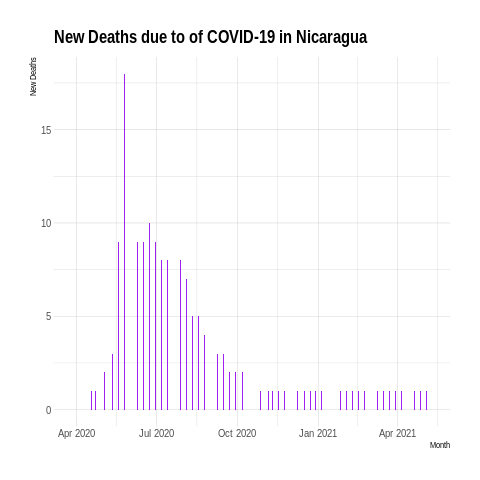 New Deaths due to of COVID-19 in Nicaragua
New Deaths
15
10
5
0
Apr 2020 Jul 2020 Oct 2020 Jan 2021 Apr 2021
Month